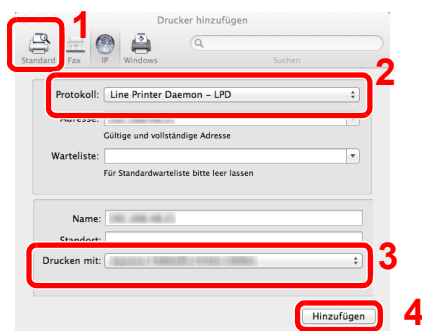 Drucker hinzufügen
1
Standard Fax IP Windows Suchen
2
Protokoll: Line Printer Daemon – LPD
Adresse:
Gültige und vollständige Adresse
Warteliste:
Für Standardwarteliste bitte leer lassen
Name:
Standort:
Drucken mit:
3
Hinzufügen
4